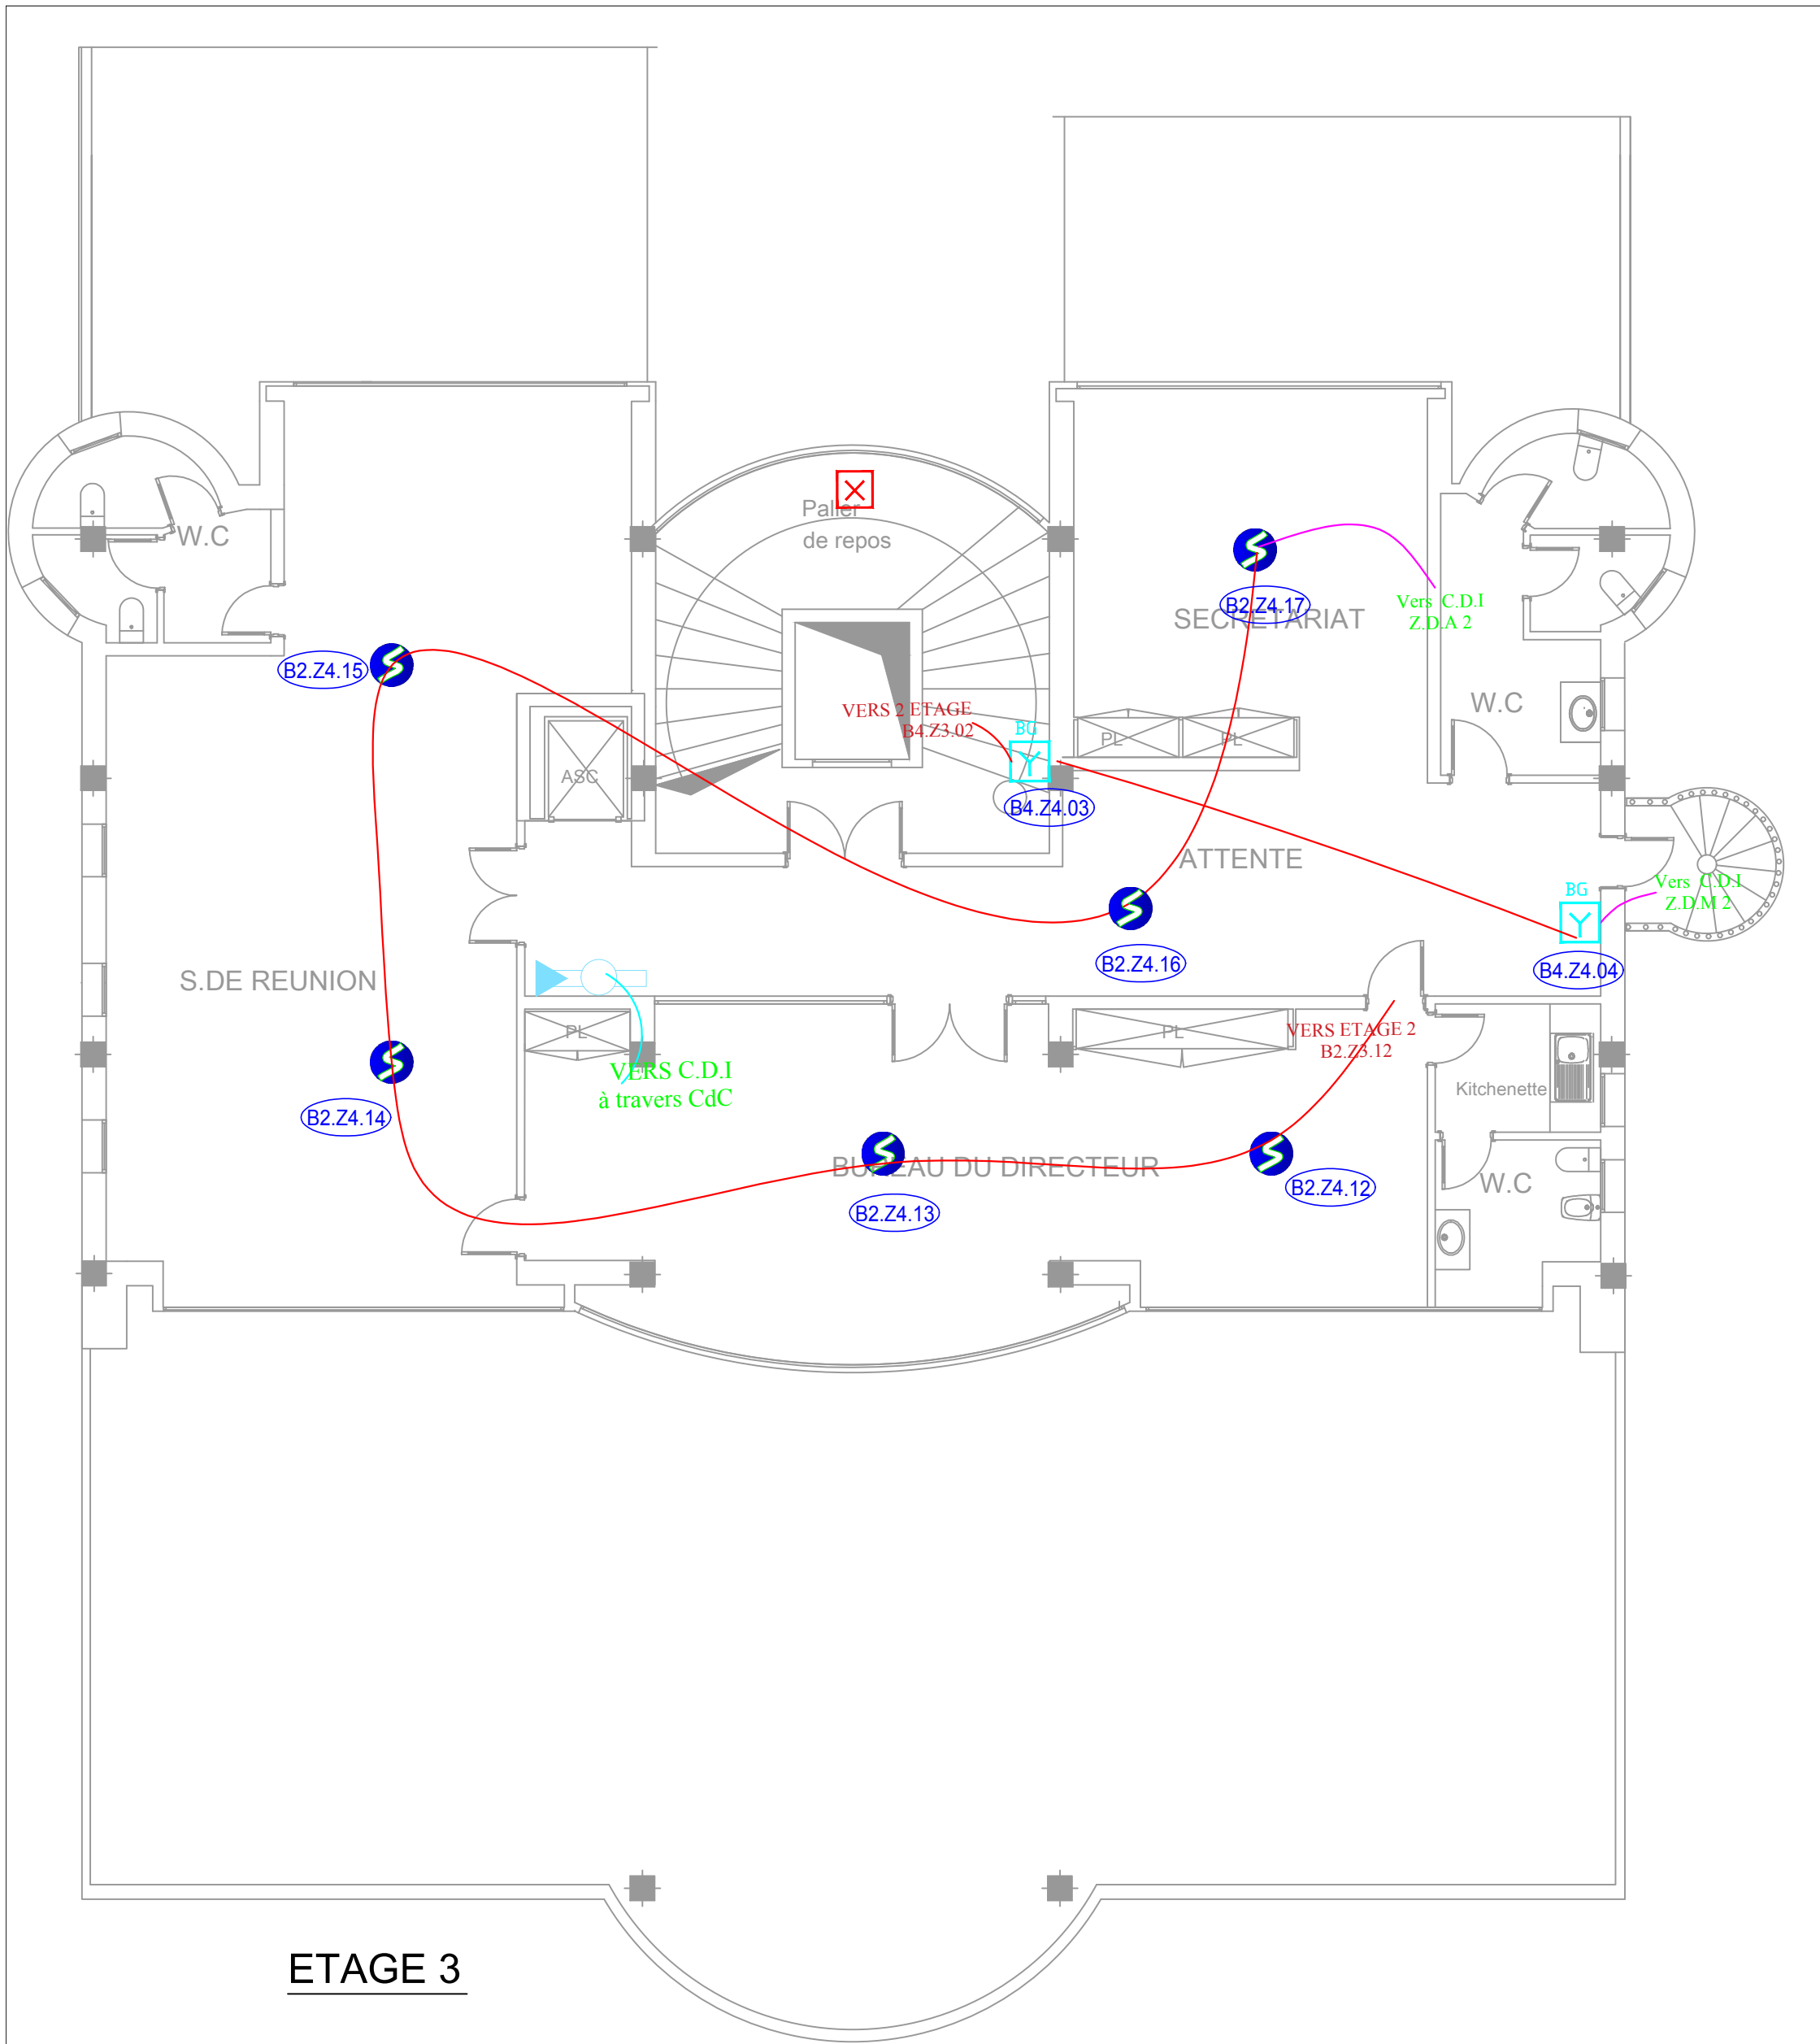 Palier
de repos
W.C
B2.Z4.17
SECRETARIAT
Vers C.D.I
Z.D.A 2
B2.Z4.15
W.C
VERS 2 ETAGE
B4.Z3.02
BG
PL
PL
ASC
B4.Z4.03
ATTENTE
BG
Vers C.D.I
Z.D.M 2
B2.Z4.16
B4.Z4.04
S.DE REUNION
PL
PL
VERS ETAGE 2
B2.Z3.12
VERS C.D.I
à travers CdC
Kitchenette
B2.Z4.14
BUREAU DU DIRECTEUR
B2.Z4.12
W.C
B2.Z4.13
ETAGE 3